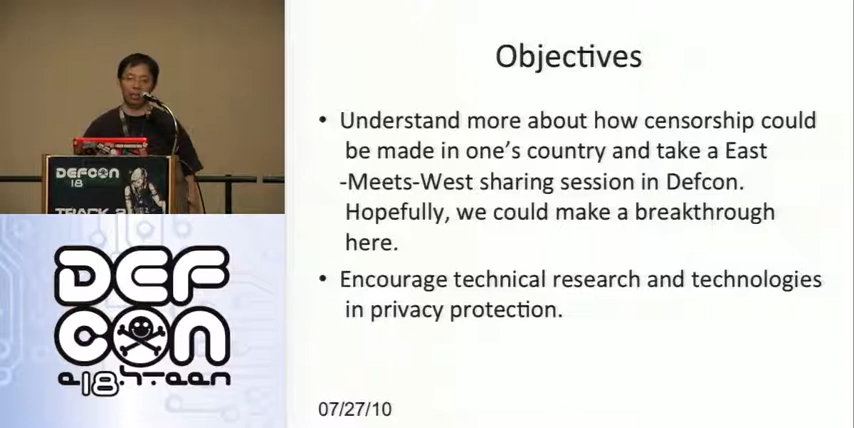 Objectives
• Understand more about how censorship could
be made in one's country and take a East
-Meets-West sharing session in Defcon.
Hopefully, we could make a breakthrough
here.
• Encourage technical research and technologies
in privacy protection.
07/27/10
DEFCON
18
TRACK
DEF
CON